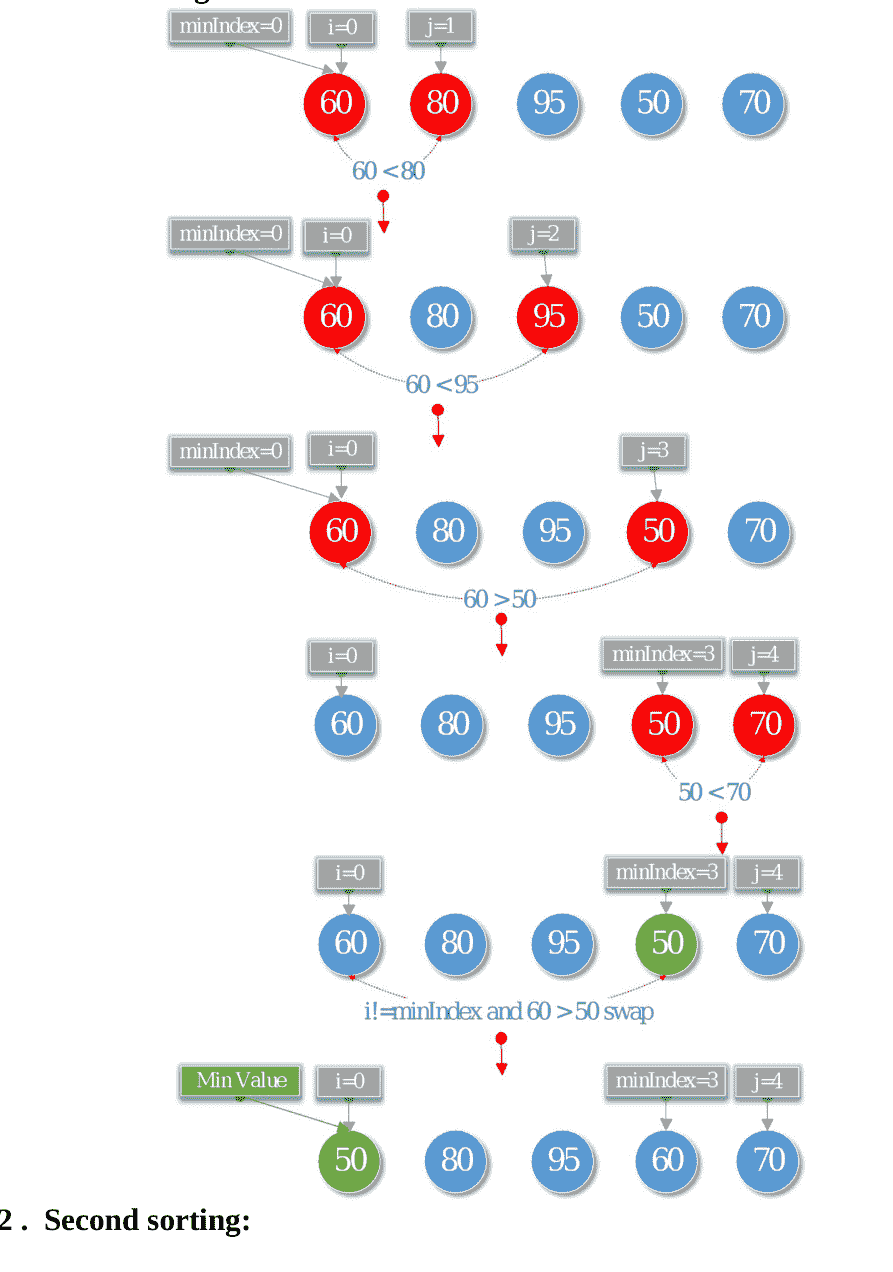 minIndex=0 i=0 j=1
60 80 95 50 70
60 < 80
minIndex=0 i=0 j=2
60 80 95 50 70
60 < 95
minIndex=0 i=0 j=3
60 80 95 50 70
60 > 50
i=0 minIndex=3 j=4
60 80 95 50 70
50 < 70
i=0 minIndex=3 j=4
60 80 95 50 70
i!=minIndex and 60 > 50 swap
Min Value i=0 minIndex=3 j=4
50 80 95 60 70
2 . Second sorting: